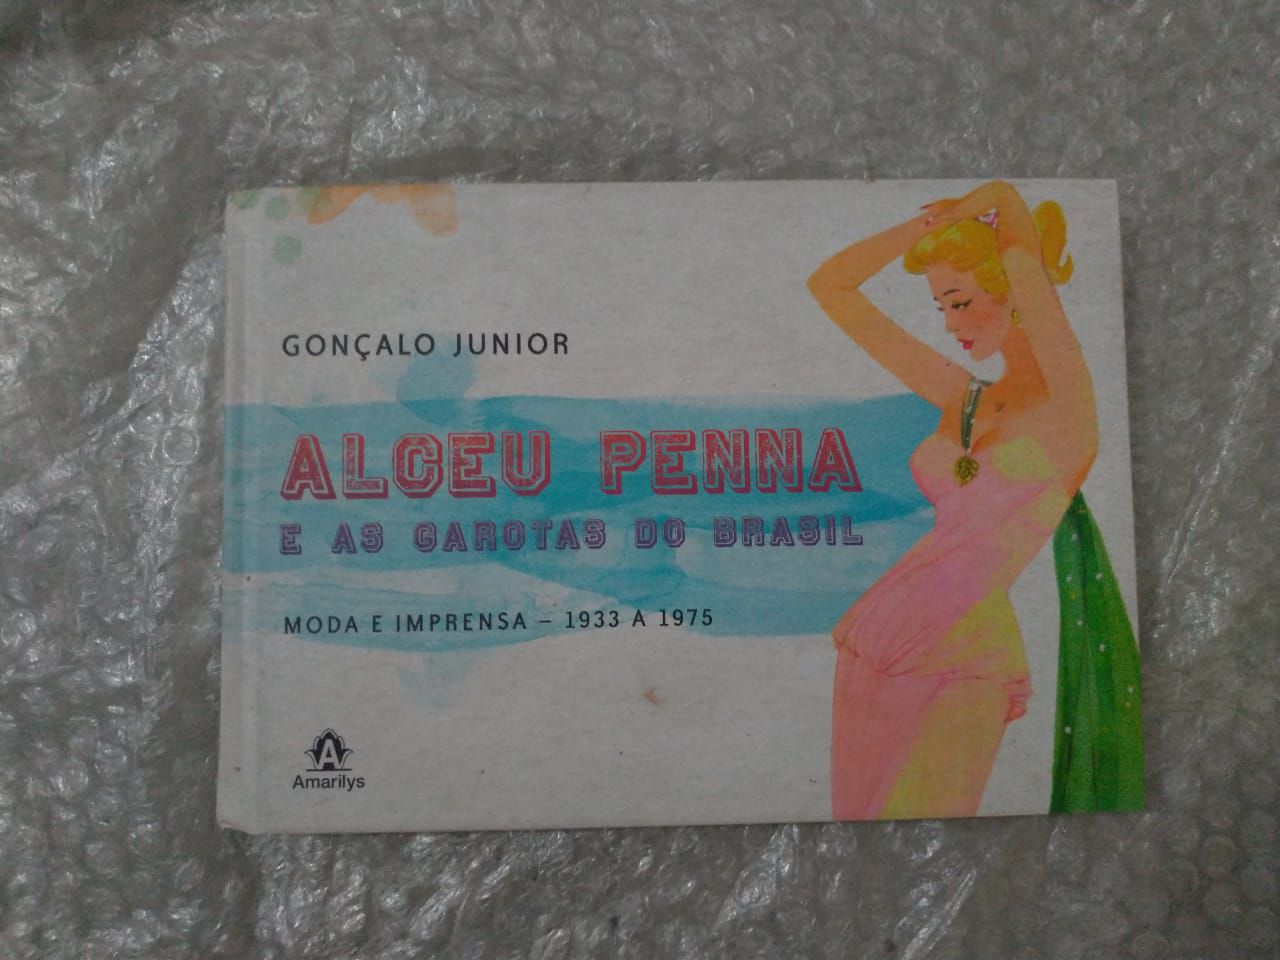 GONÇALO JUNIOR
ALCEU PENNA
E AS GAROTAS DO BRASIL
MODA E IMPRENSA – 1933 A 1975
A
Amarilys